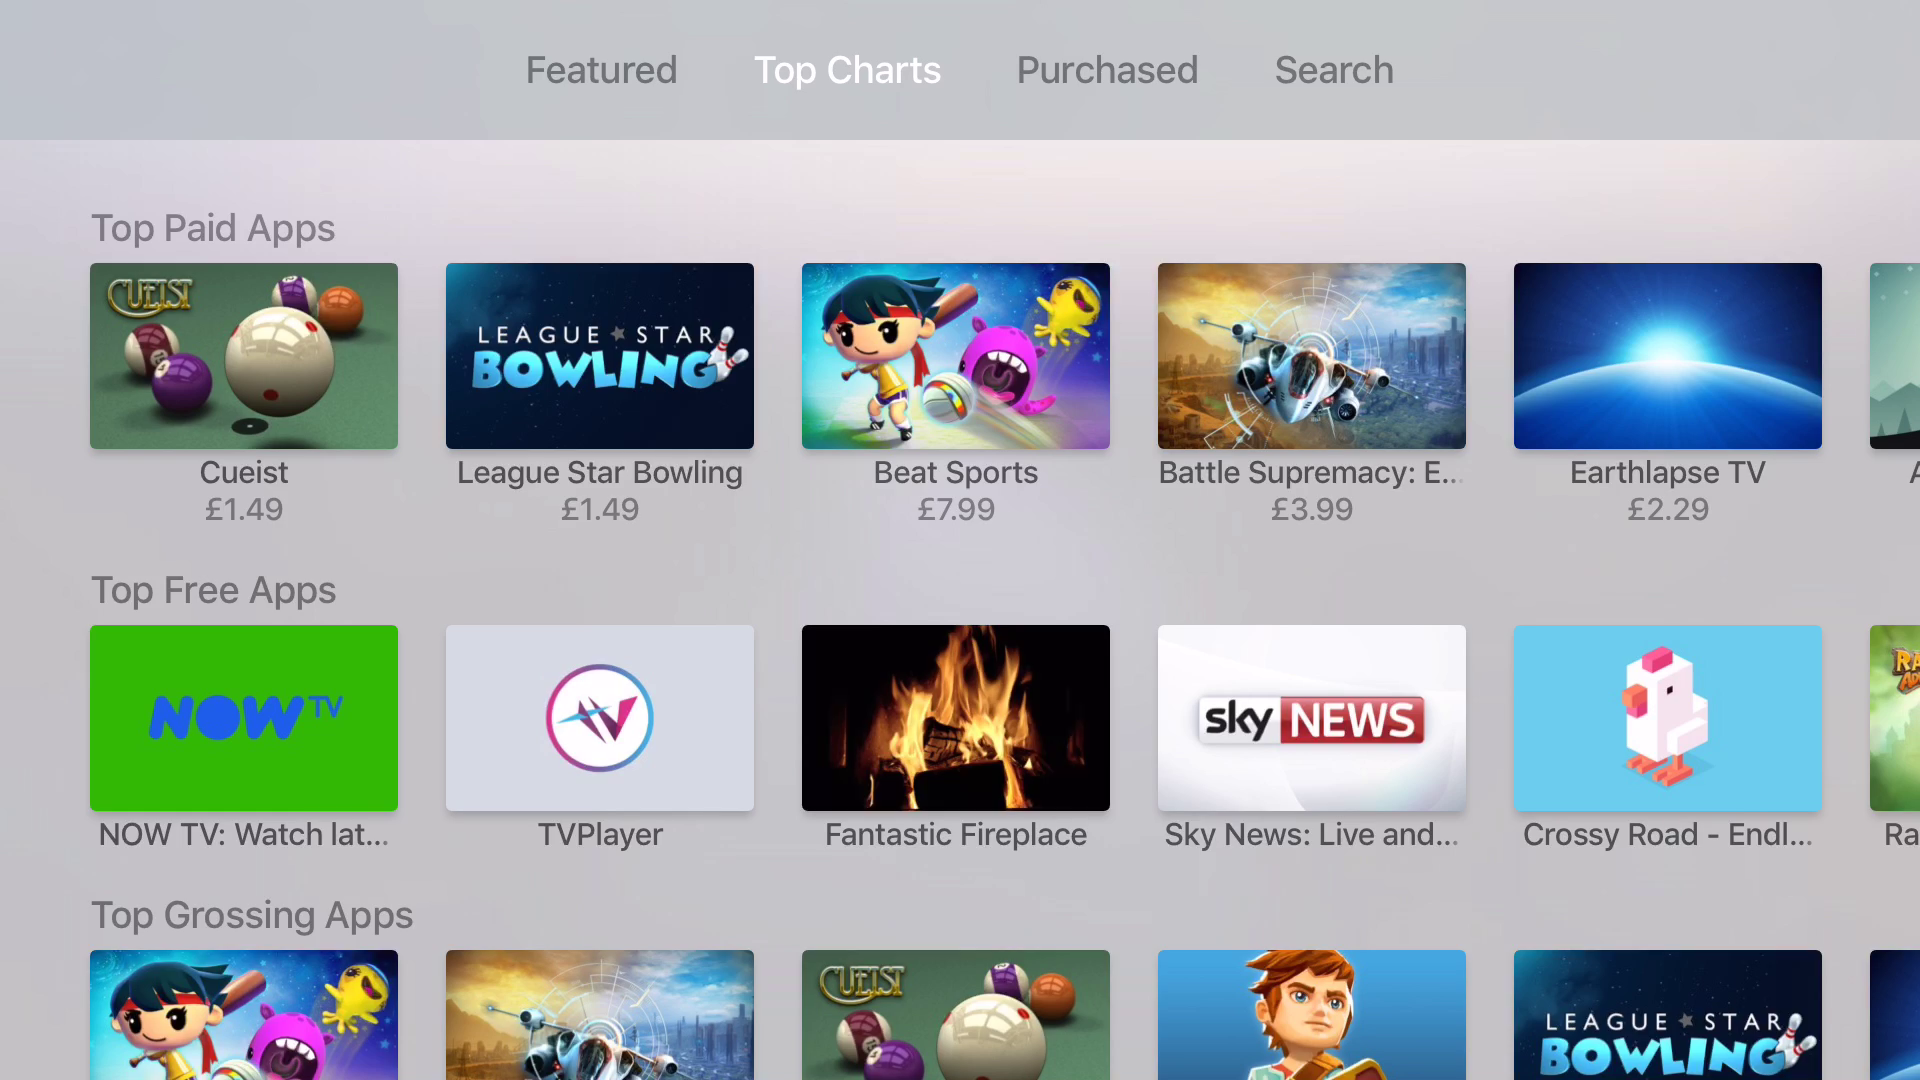 Featured Top Charts Purchased Search
Top Paid Apps
CUEIST
LEAGUE STAR
BOWLING
Cueist
£1.49
League Star Bowling
£1.49
Beat Sports
£7.99
Battle Supremacy: E...
£3.99
Earthlapse TV
£2.29
Top Free Apps
NOW TV
sky NEWS
NOW TV: Watch lat...
TVPlayer
Fantastic Fireplace
Sky News: Live and...
Crossy Road - Endl...
Ra
Top Grossing Apps
CUEIST
LEAGUE STAR
BOWLING